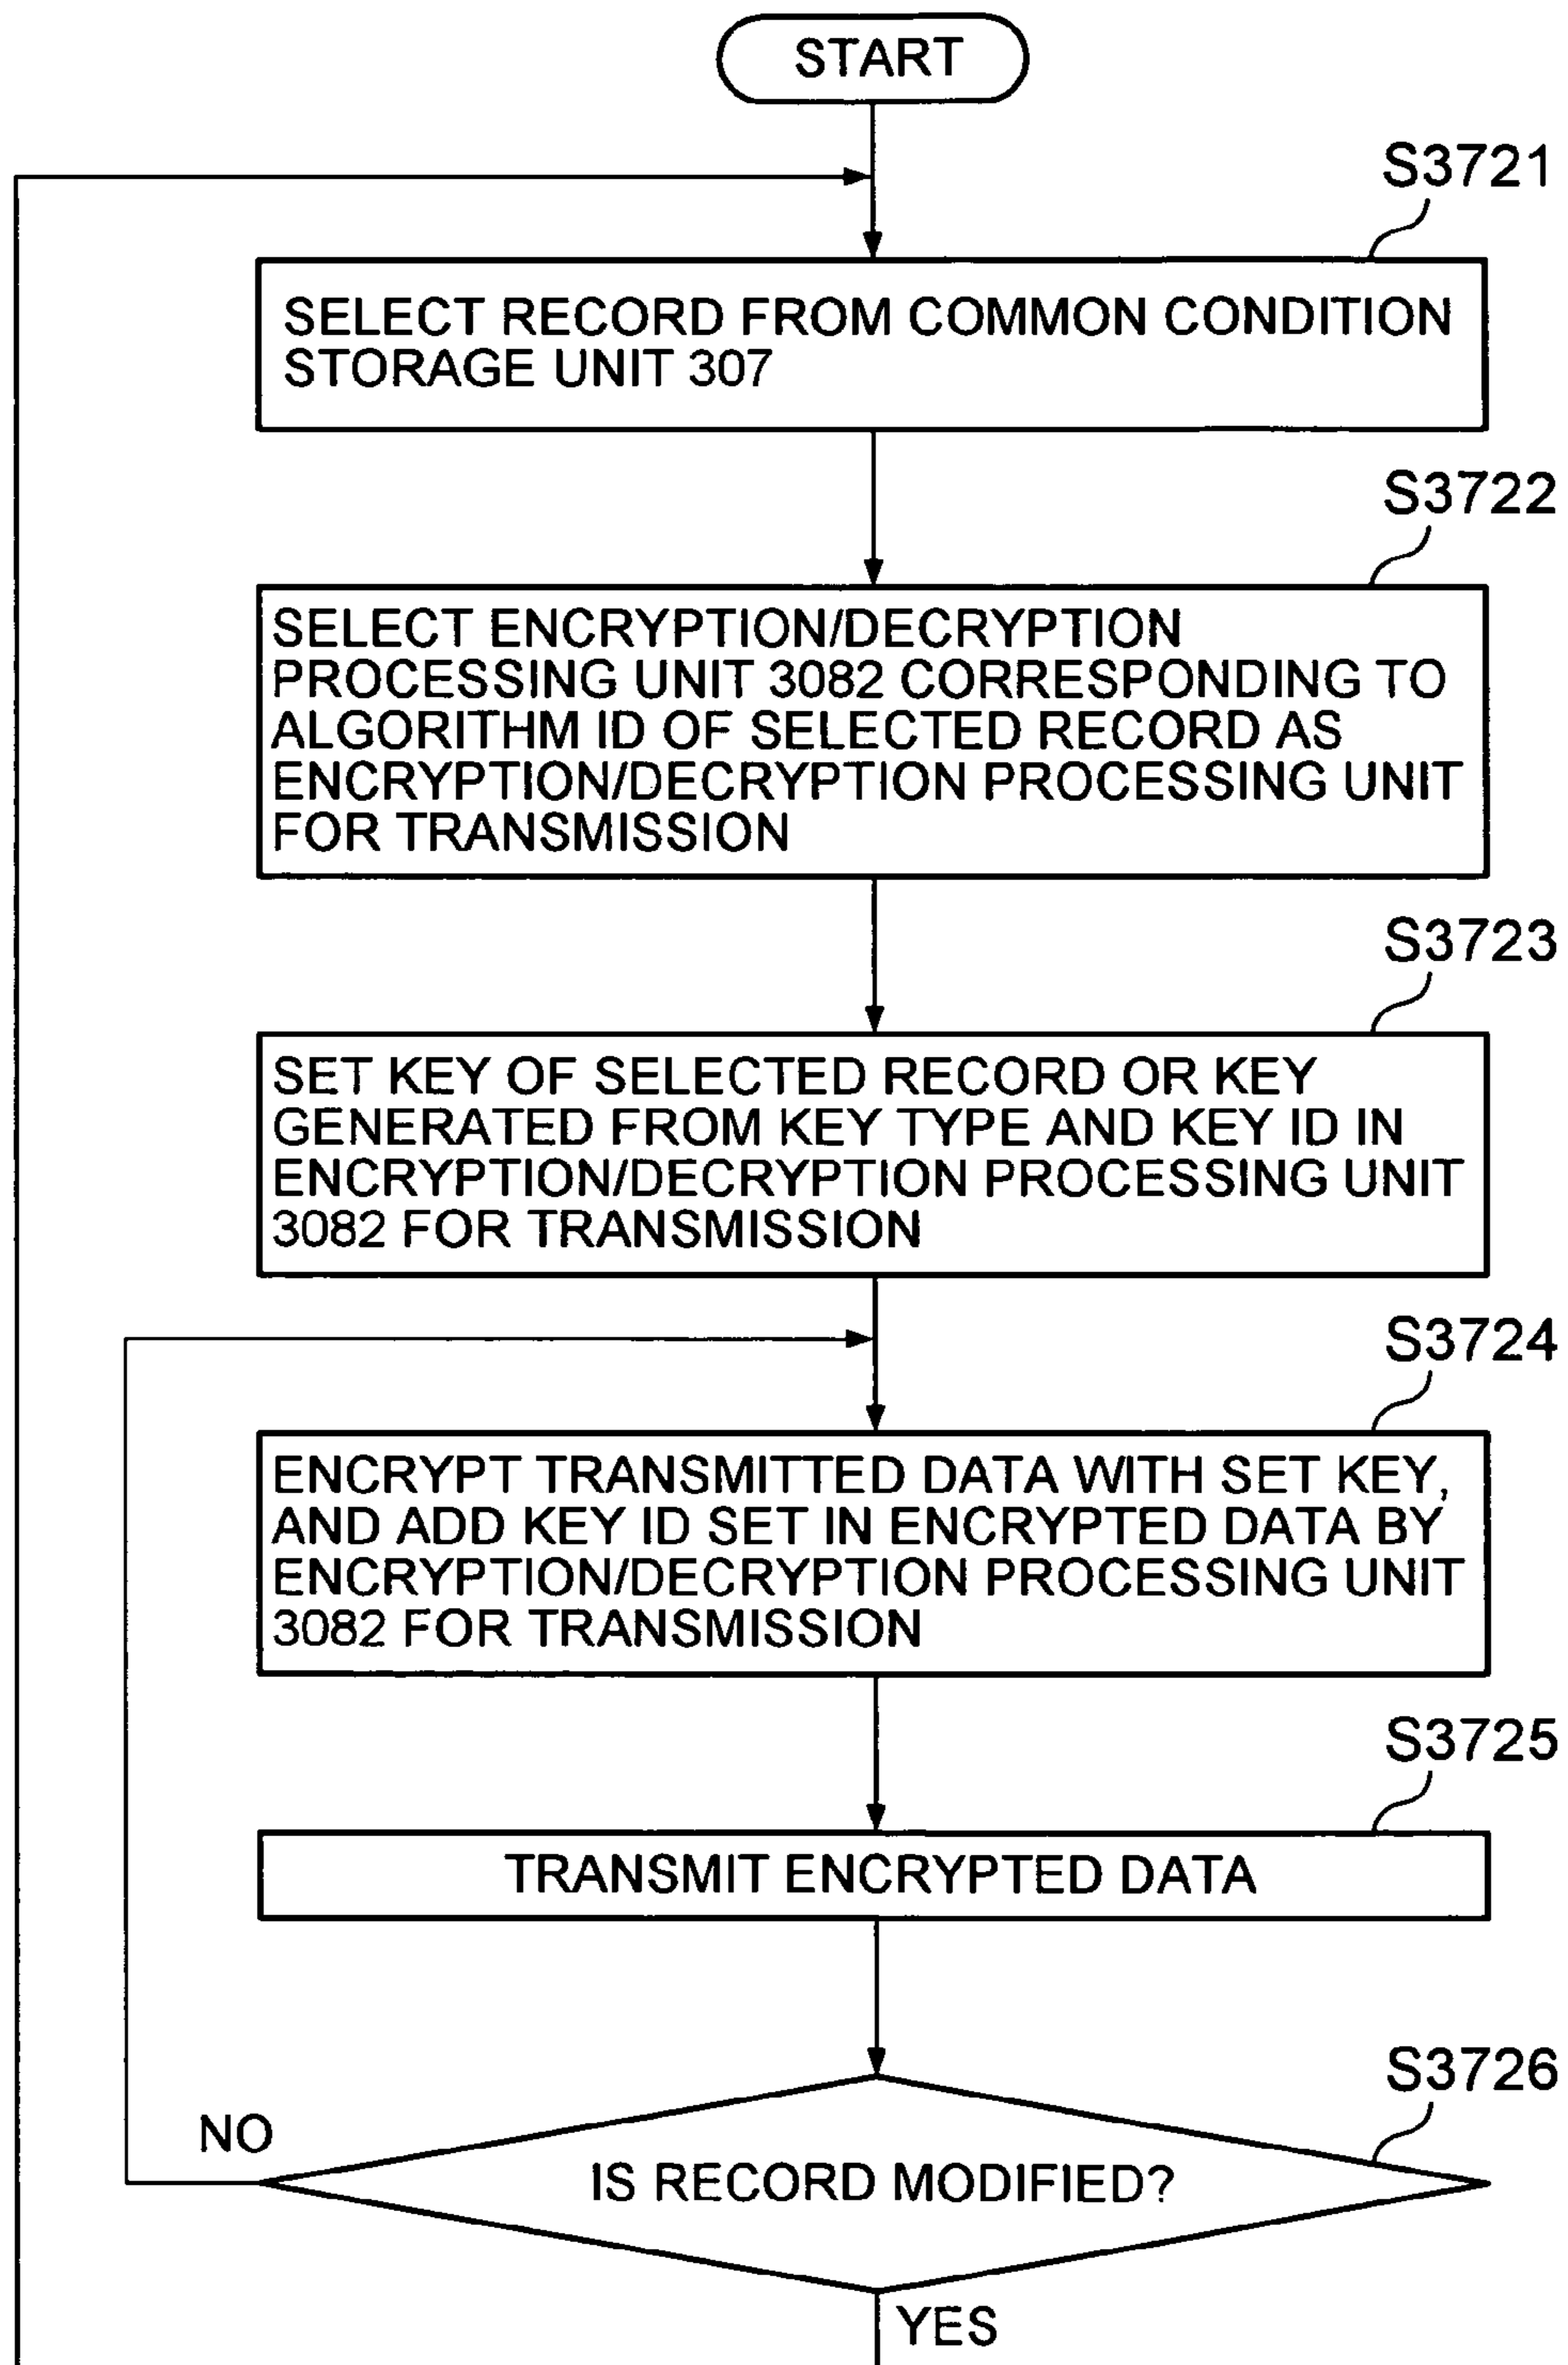 START
S3721
SELECT RECORD FROM COMMON CONDITION
STORAGE UNIT 307
S3722
SELECT ENCRYPTION/DECRYPTION
PROCESSING UNIT 3082 CORRESPONDING TO
ALGORITHM ID OF SELECTED RECORD AS
ENCRYPTION/DECRYPTION PROCESSING UNIT
FOR TRANSMISSION
S3723
SET KEY OF SELECTED RECORD OR KEY
GENERATED FROM KEY TYPE AND KEY ID IN
ENCRYPTION/DECRYPTION PROCESSING UNIT
3082 FOR TRANSMISSION
S3724
ENCRYPT TRANSMITTED DATA WITH SET KEY,
AND ADD KEY ID SET IN ENCRYPTED DATA BY
ENCRYPTION/DECRYPTION PROCESSING UNIT
3082 FOR TRANSMISSION
S3725
TRANSMIT ENCRYPTED DATA
S3726
NO
IS RECORD MODIFIED?
YES